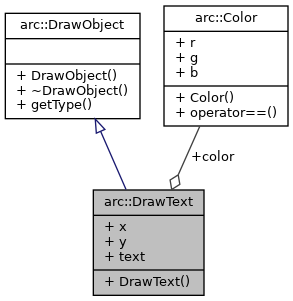 arc::DrawObject
+ DrawObject()
+ ~DrawObject()
+ getType()
arc::Color
+ r
+ g
+ b
+ Color()
+ operator==()
+color
arc::DrawText
+ x
+ y
+ text
+ DrawText()